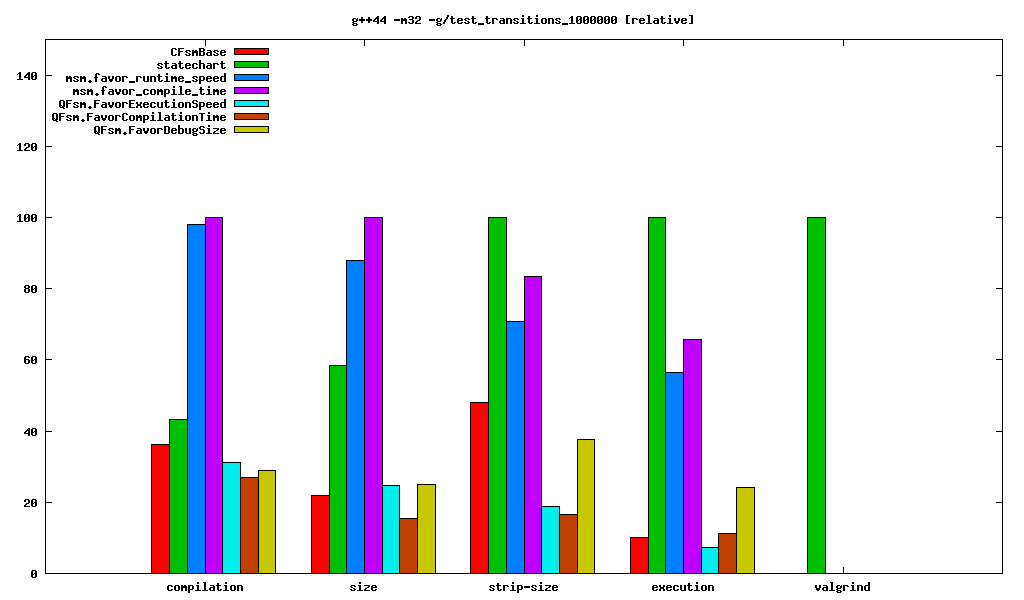 g++44 -m32 -g/test_transitions_1000000 [relative]
CFsmBase
statechart
msm.favor_runtime_speed
msm.favor_compile_time
QFsm.FavorExecutionSpeed
QFsm.FavorCompilationTime
QFsm.FavorDebugSize
140
120
100
80
60
40
20
0
compilation size strip-size execution valgrind